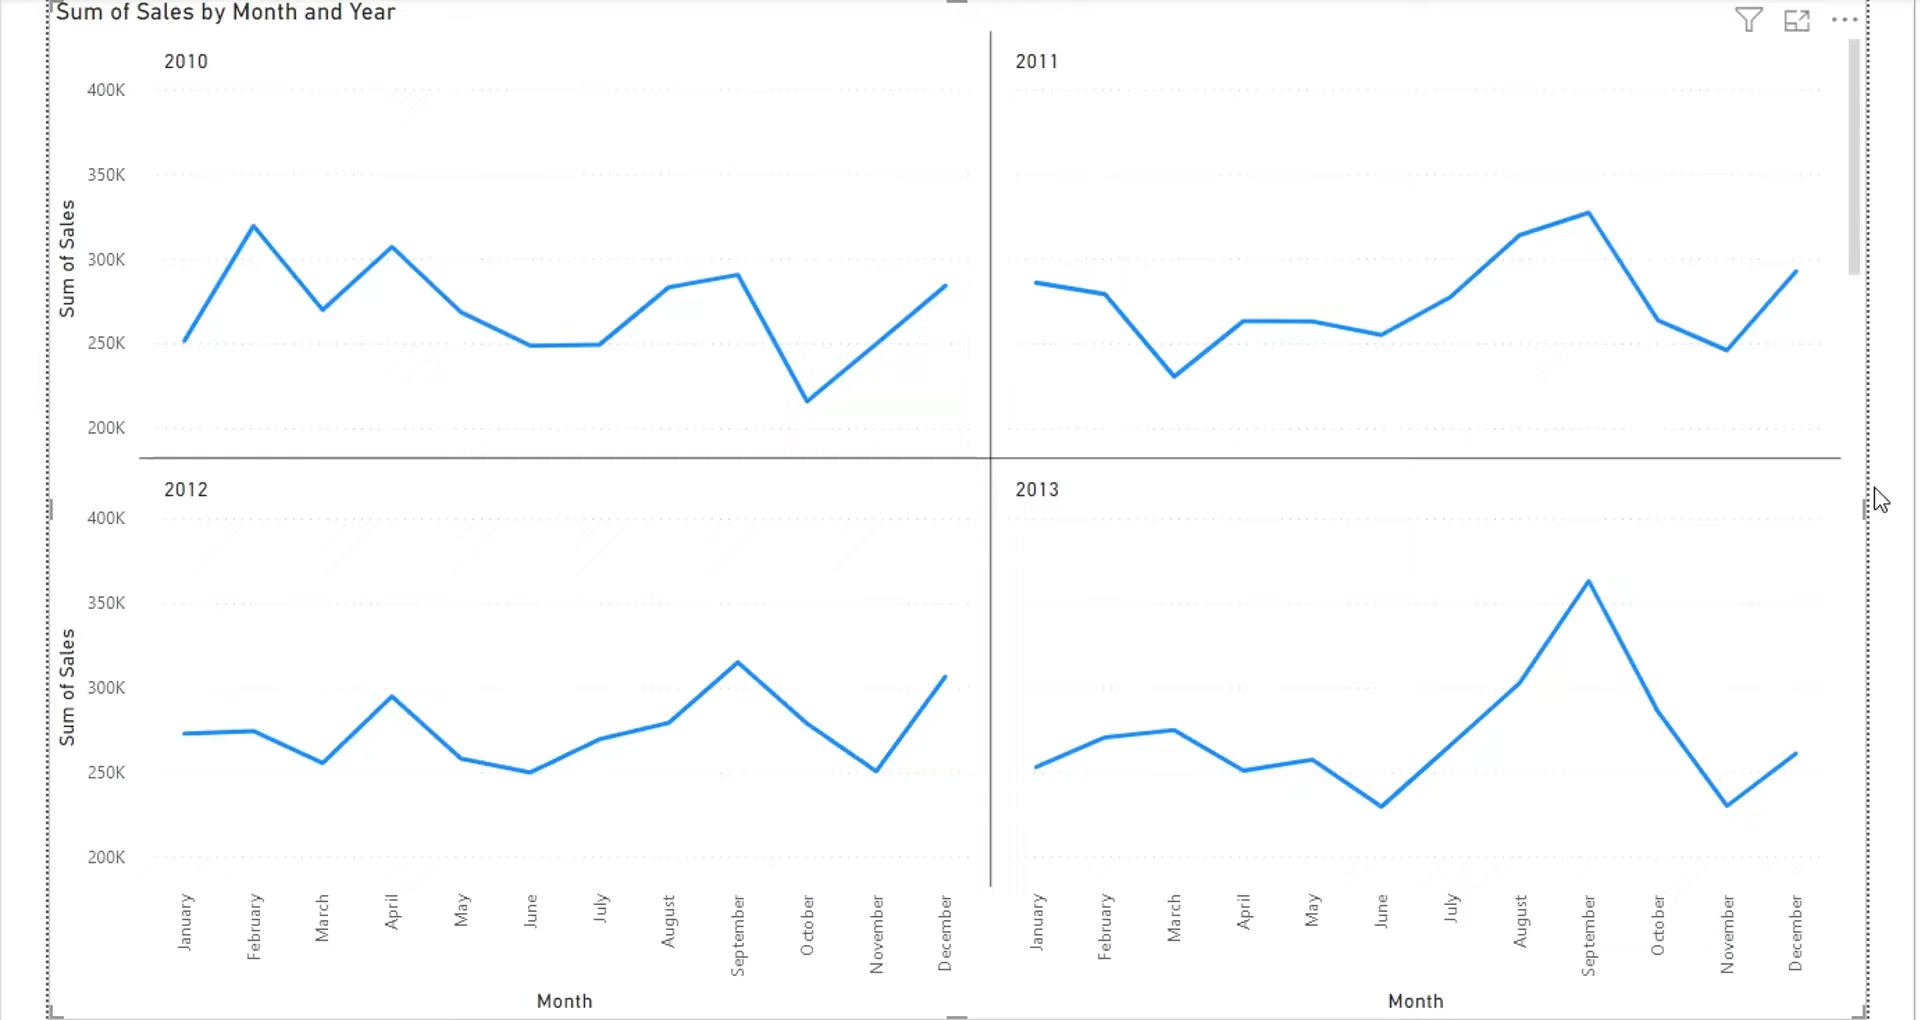 Sum of Sales by Month and Year
2010
2011
Sum of Sales
400K
350K
300K
250K
200K
2012
2013
Sum of Sales
400K
350K
300K
250K
200K
January
February
March
April
May
June
July
August
September
October
November
December
January
February
March
April
May
June
July
August
September
October
November
December
Month
Month